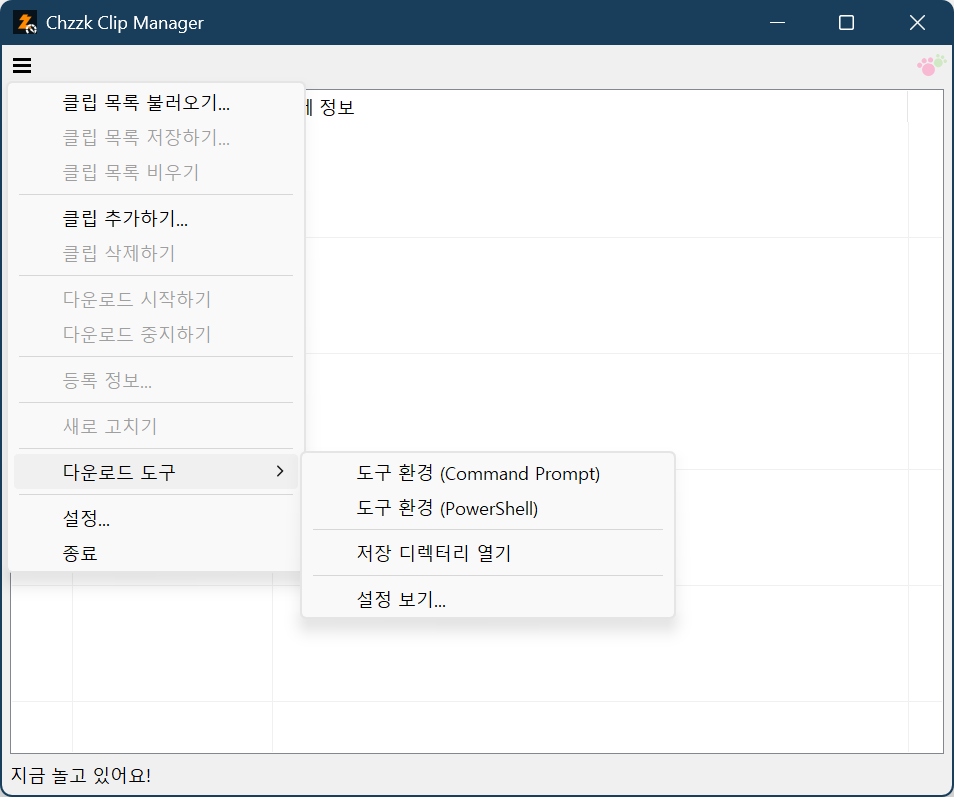 Chzzk Clip Manager
정보
클립 목록 불러오기...
클립 목록 저장하기...
클립 목록 비우기
클립 추가하기...
클립 삭제하기
다운로드 시작하기
다운로드 중지하기
등록 정보...
새로 고치기
다운로드 도구
도구 환경 (Command Prompt)
도구 환경 (PowerShell)
저장 디렉터리 열기
설정 보기...
설정...
종료
지금 놀고 있어요!